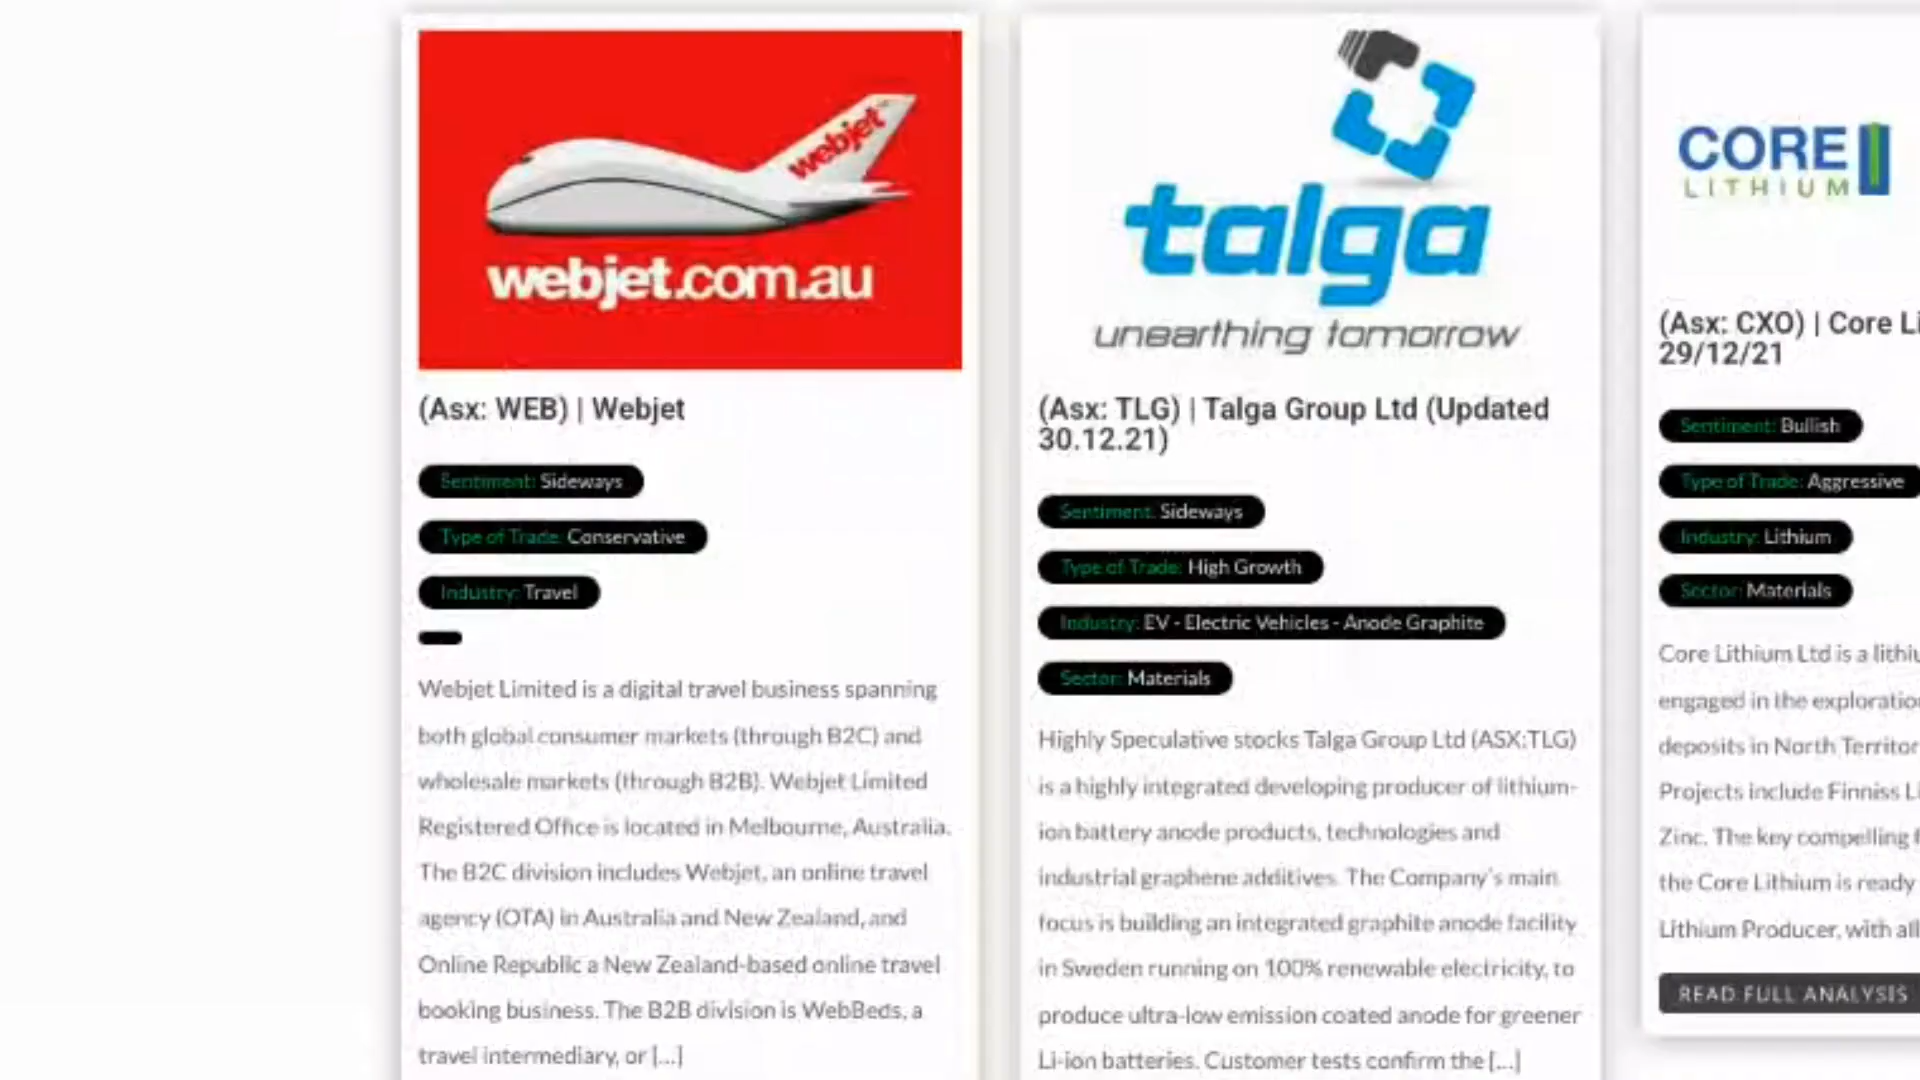 webjet
webjet.com.au
(Asx: WEB) | Webjet
Sentiment: Sideways
Type of Trade: Conservative
Industry: Travel
Webjet Limited is a digital travel business spanning
both global consumer markets (through B2C) and
wholesale markets (through B2B). Webjet Limited
Registered Office is located in Melbourne, Australia.
The B2C division includes Webjet, an online travel
agency (OTA) in Australia and New Zealand, and
Online Republic a New Zealand-based online travel
booking business. The B2B division is WebBeds, a
travel intermediary, or [...]
talga
unearthing tomorrow
(Asx: TLG) | Talga Group Ltd (Updated
30.12.21)
Sentiment: Sideways
Type of Trade: High Growth
Industry: EV - Electric Vehicles - Anode Graphite
Sector: Materials
Highly Speculative stocks Talga Group Ltd (ASX:TLG)
is a highly integrated developing producer of lithium-
ion battery anode products, technologies and
industrial graphene additives. The Company's main
focus is building an integrated graphite anode facility
in Sweden running on 100% renewable electricity, to
produce ultra-low emission coated anode for greener
Li-ion batteries. Customer tests confirm the [...]
CORE
LITHIUM
(Asx: CXO) | Core Li
29/12/21
Sentiment: Bullish
Type of Trade: Aggressive
Industry: Lithium
Sector: Materials
Core Lithium Ltd is a lithiu
engaged in the exploratio
deposits in North Territor
Projects include Finniss Li
Zinc. The key compelling f
the Core Lithium is ready
Lithium Producer, with all
READ FULL ANALYSIS